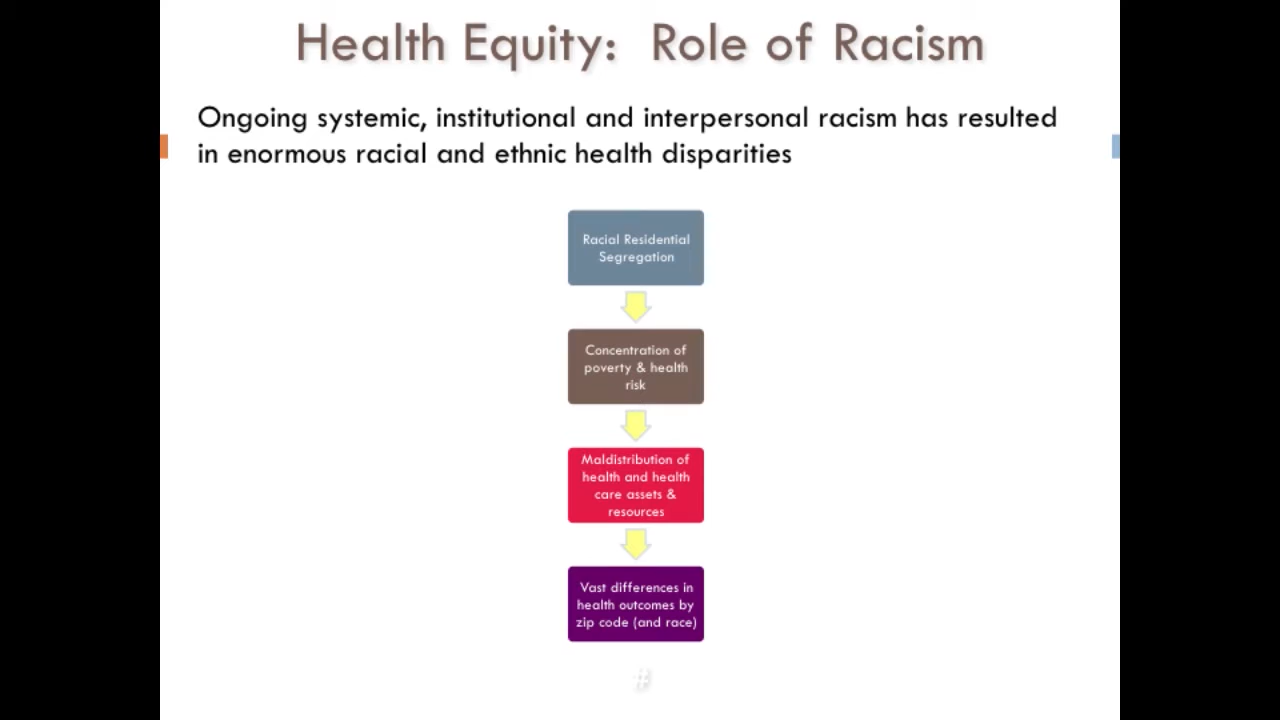 Health Equity: Role of Racism
Ongoing systemic, institutional and interpersonal racism has resulted
in enormous racial and ethnic health disparities
Racial Residential
Segregation
Concentration of
poverty & health
risk
Maldistribution of
health and health
care assets &
resources
Vast differences in
health outcomes by
zip code (and race)
#